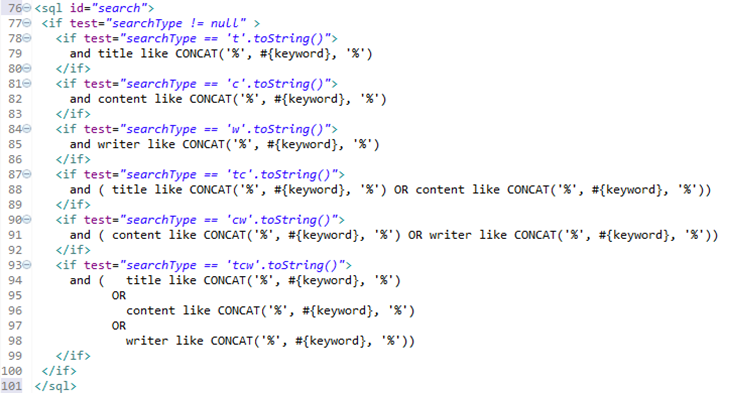 76 <sql id="search">
77 <if test="searchType != null" >
78 <if test="searchType == 't'.toString()">
79 and title like CONCAT('%', #{keyword}, '%')
80 </if>
81 <if test="searchType == 'c'.toString()">
82 and content like CONCAT('%', #{keyword}, '%')
83 </if>
84 <if test="searchType == 'w'.toString()">
85 and writer like CONCAT('%', #{keyword}, '%')
86 </if>
87 <if test="searchType == 'tc'.toString()">
88 and ( title like CONCAT('%', #{keyword}, '%') OR content like CONCAT('%', #{keyword}, '%'))
89 </if>
90 <if test="searchType == 'cw'.toString()">
91 and ( content like CONCAT('%', #{keyword}, '%') OR writer like CONCAT('%', #{keyword}, '%'))
92 </if>
93 <if test="searchType == 'tcw'.toString()">
94 and (   title like CONCAT('%', #{keyword}, '%')
95 OR
96 content like CONCAT('%', #{keyword}, '%')
97 OR
98 writer like CONCAT('%', #{keyword}, '%'))
99 </if>
100 </if>
101 </sql>